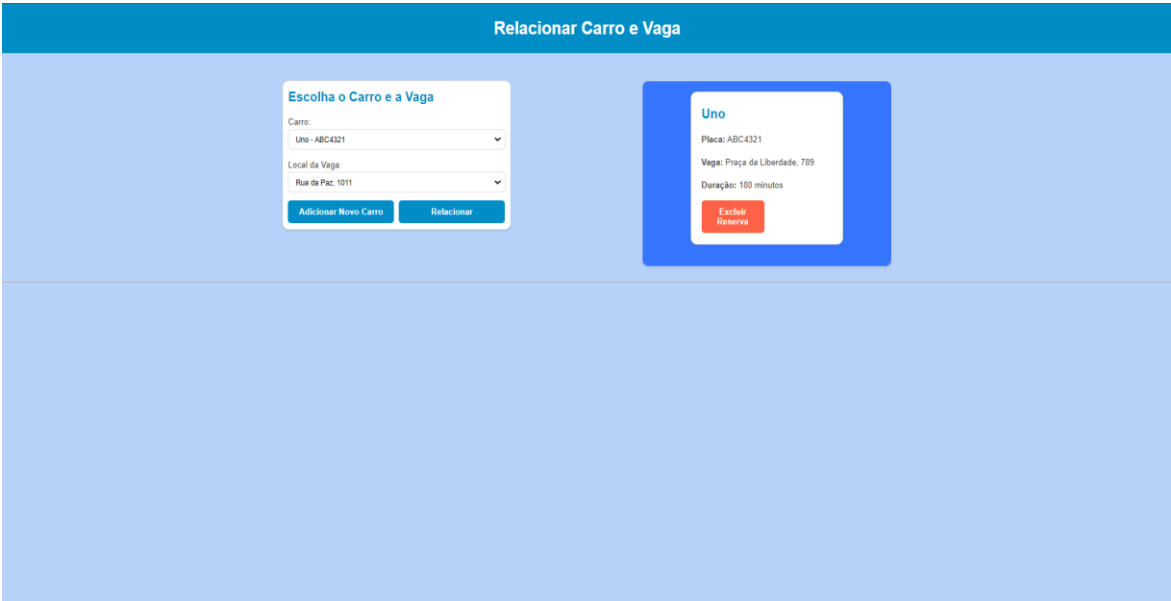 Relacionar Carro e Vaga
Escolha o Carro e a Vaga
Carro:
Uno - ABC4321
Local da Vaga:
Rua da Paz, 1011
Adicionar Novo Carro
Relacionar
Uno
Placa: ABC4321
Vaga: Praça da Liberdade, 789
Duração: 180 minutos
Excluir
Reserva